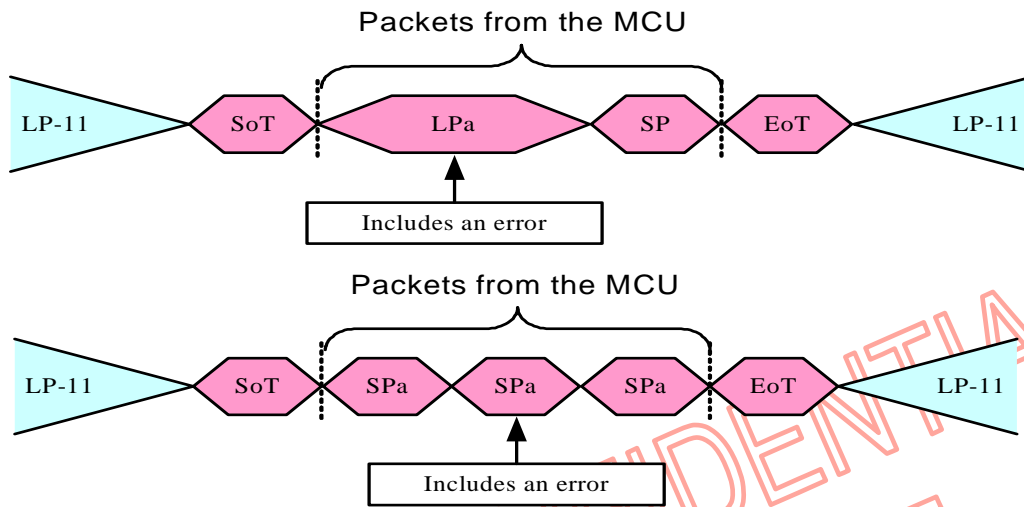 Packets from the MCU
LP-11 SoT LPa SP EoT LP-11
Includes an error
Packets from the MCU
LP-11 SoT SPa SPa SPa EoT LP-11
Includes an error